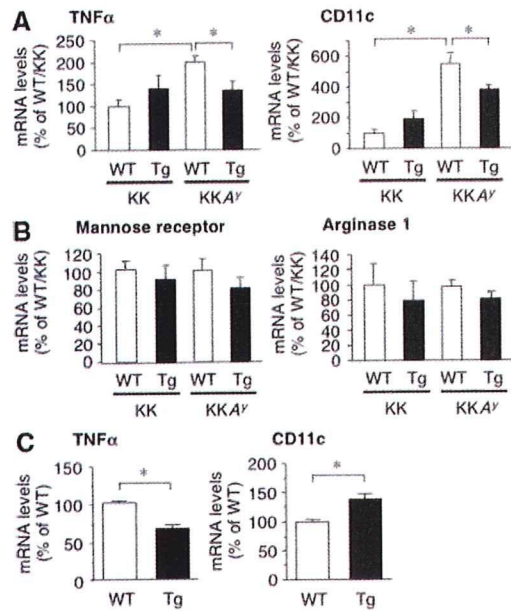 A
TNFα
CD11c
mRNA levels
(% of WT/KK)
250
200
150
100
50
0
*
*
WT Tg WT Tg
KK KKAy
mRNA levels
(% of WT/KK)
600
400
200
0
*
*
WT Tg WT Tg
KK KKAy
B
Mannose receptor
Arginase 1
mRNA levels
(% of WT/KK)
120
100
80
60
40
20
0
WT Tg WT Tg
KK KKAy
mRNA levels
(% of WT/KK)
140
120
100
80
60
40
20
0
WT Tg WT Tg
KK KKAy
C
TNFα
CD11c
mRNA levels
(% of WT)
150
100
50
0
*
WT Tg
mRNA levels
(% of WT)
200
150
100
50
0
*
WT Tg